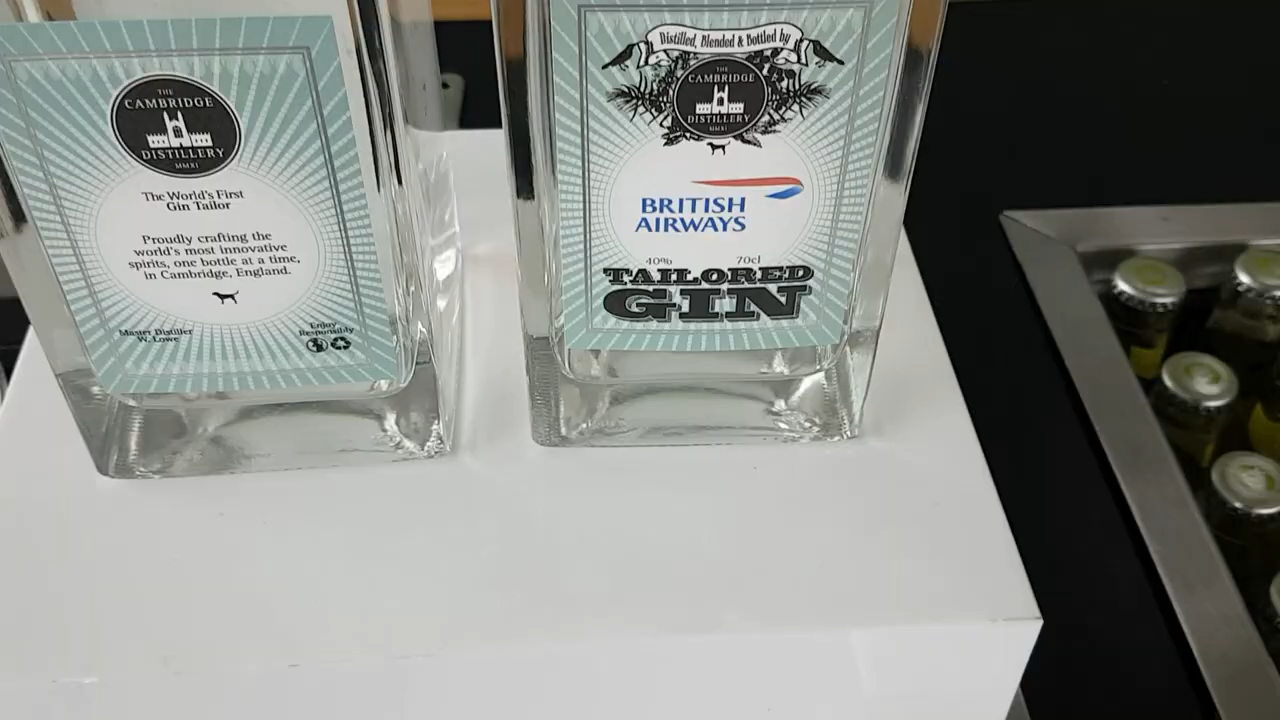 THE
CAMBRIDGE
DISTILLERY
MMXI
The World's First
Gin Tailor
Proudly crafting the
world's most innovative
spirits, one bottle at a time,
in Cambridge, England.
Master Distiller
W. Lowe
Enjoy
Responsibly
Distilled, Blended & Bottled by
THE
CAMBRIDGE
DISTILLERY
MMXI
BRITISH
AIRWAYS
40% 70cl
TAILORED
GIN